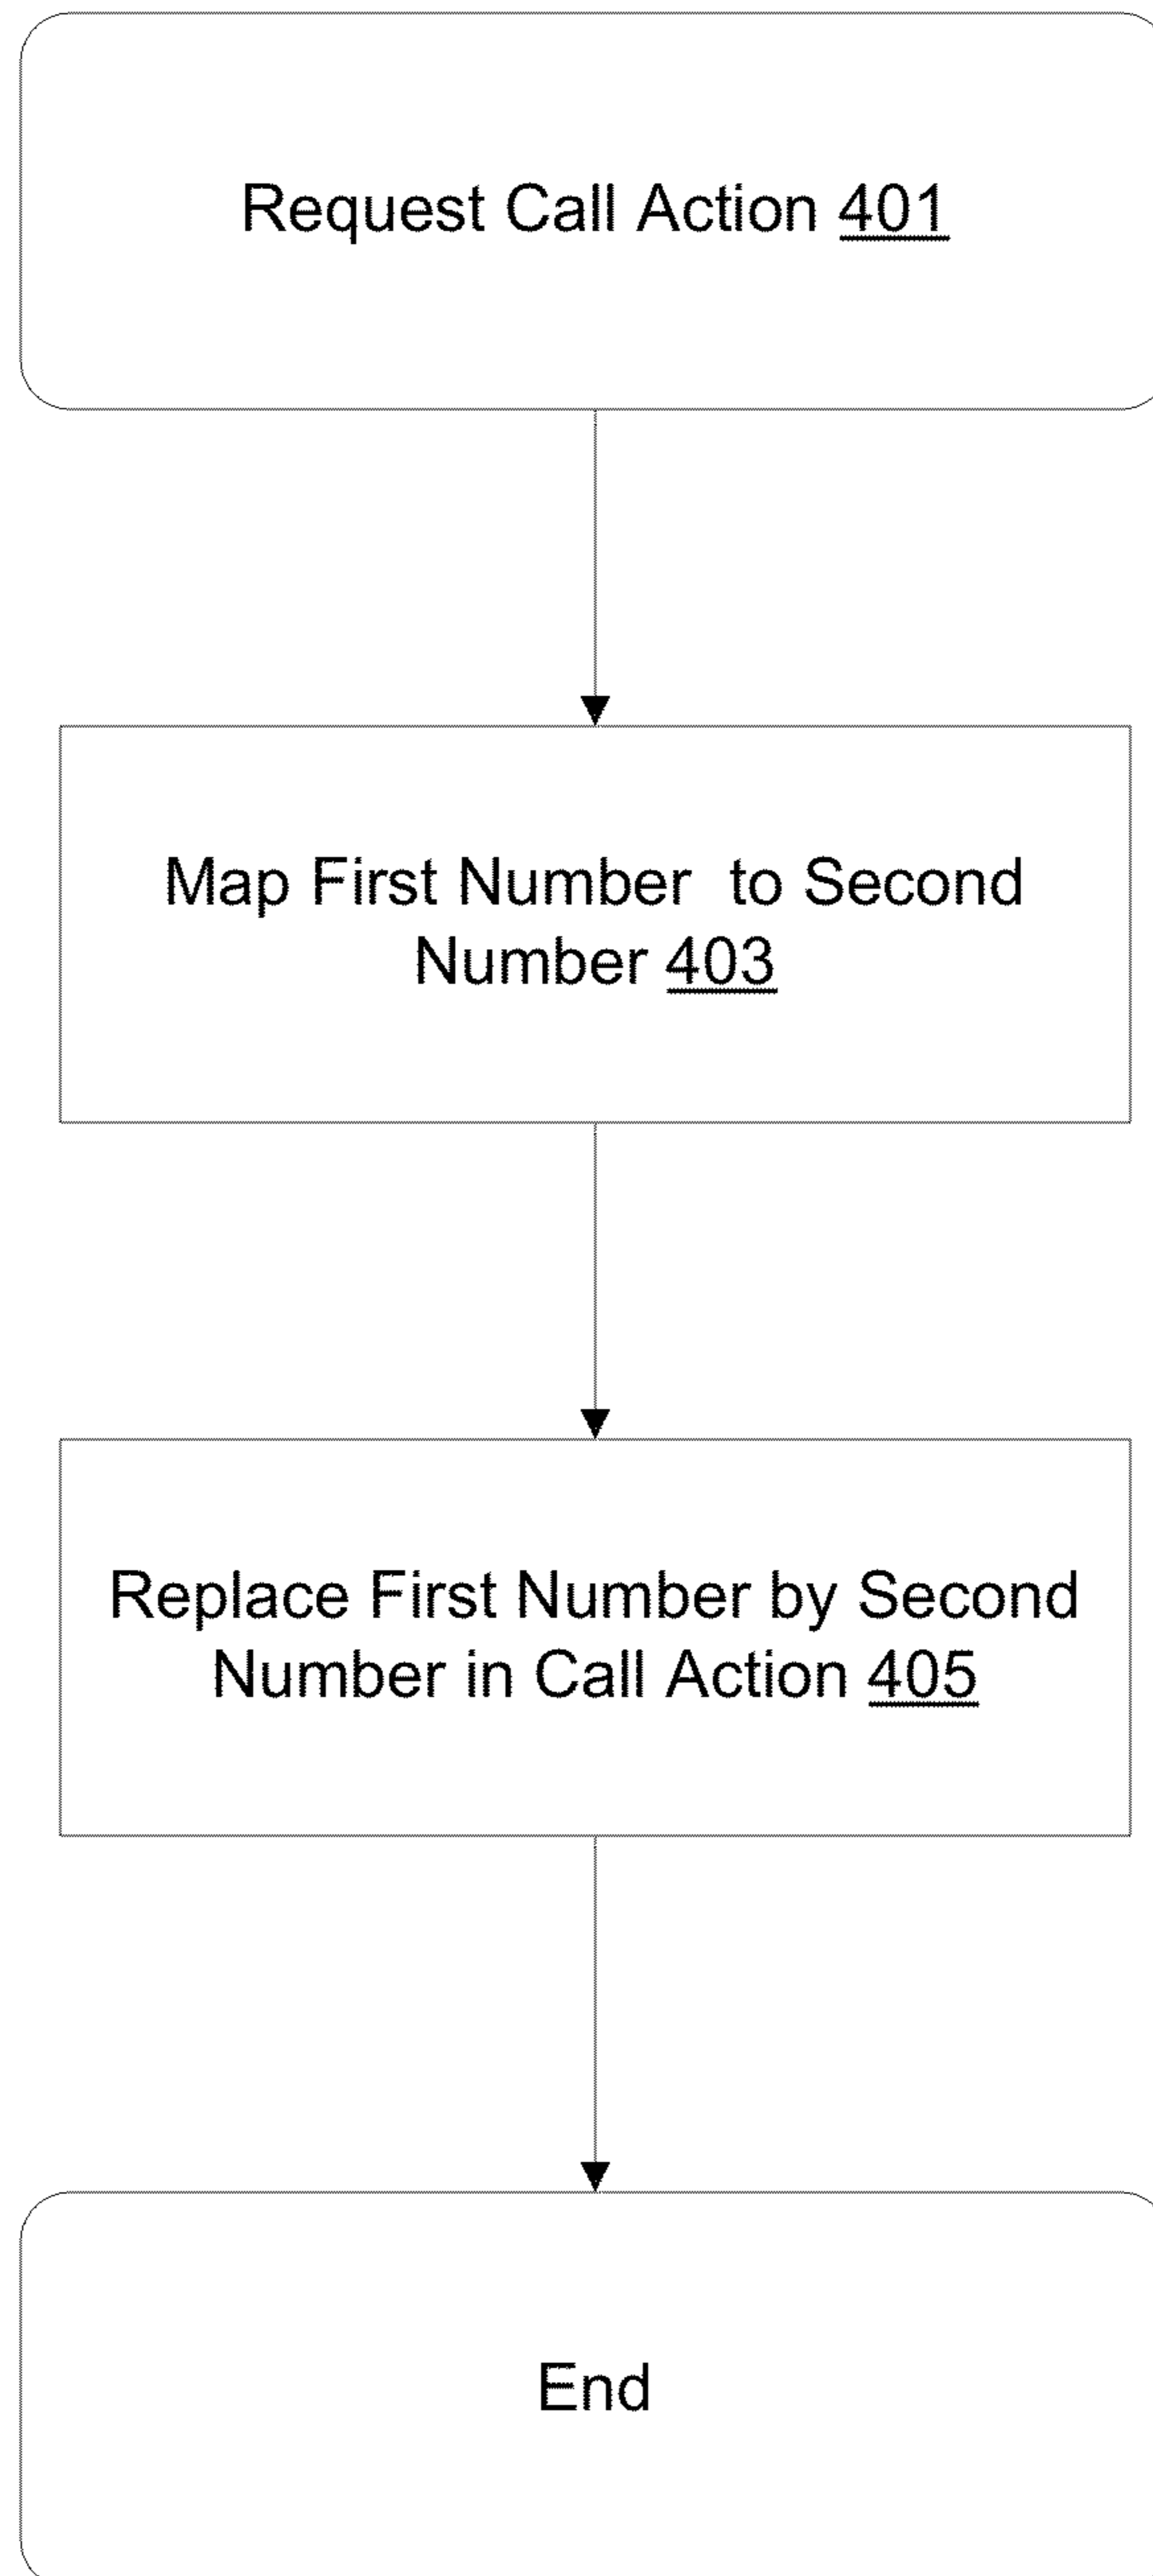 Request Call Action 401
Map First Number to Second
Number 403
Replace First Number by Second
Number in Call Action 405
End